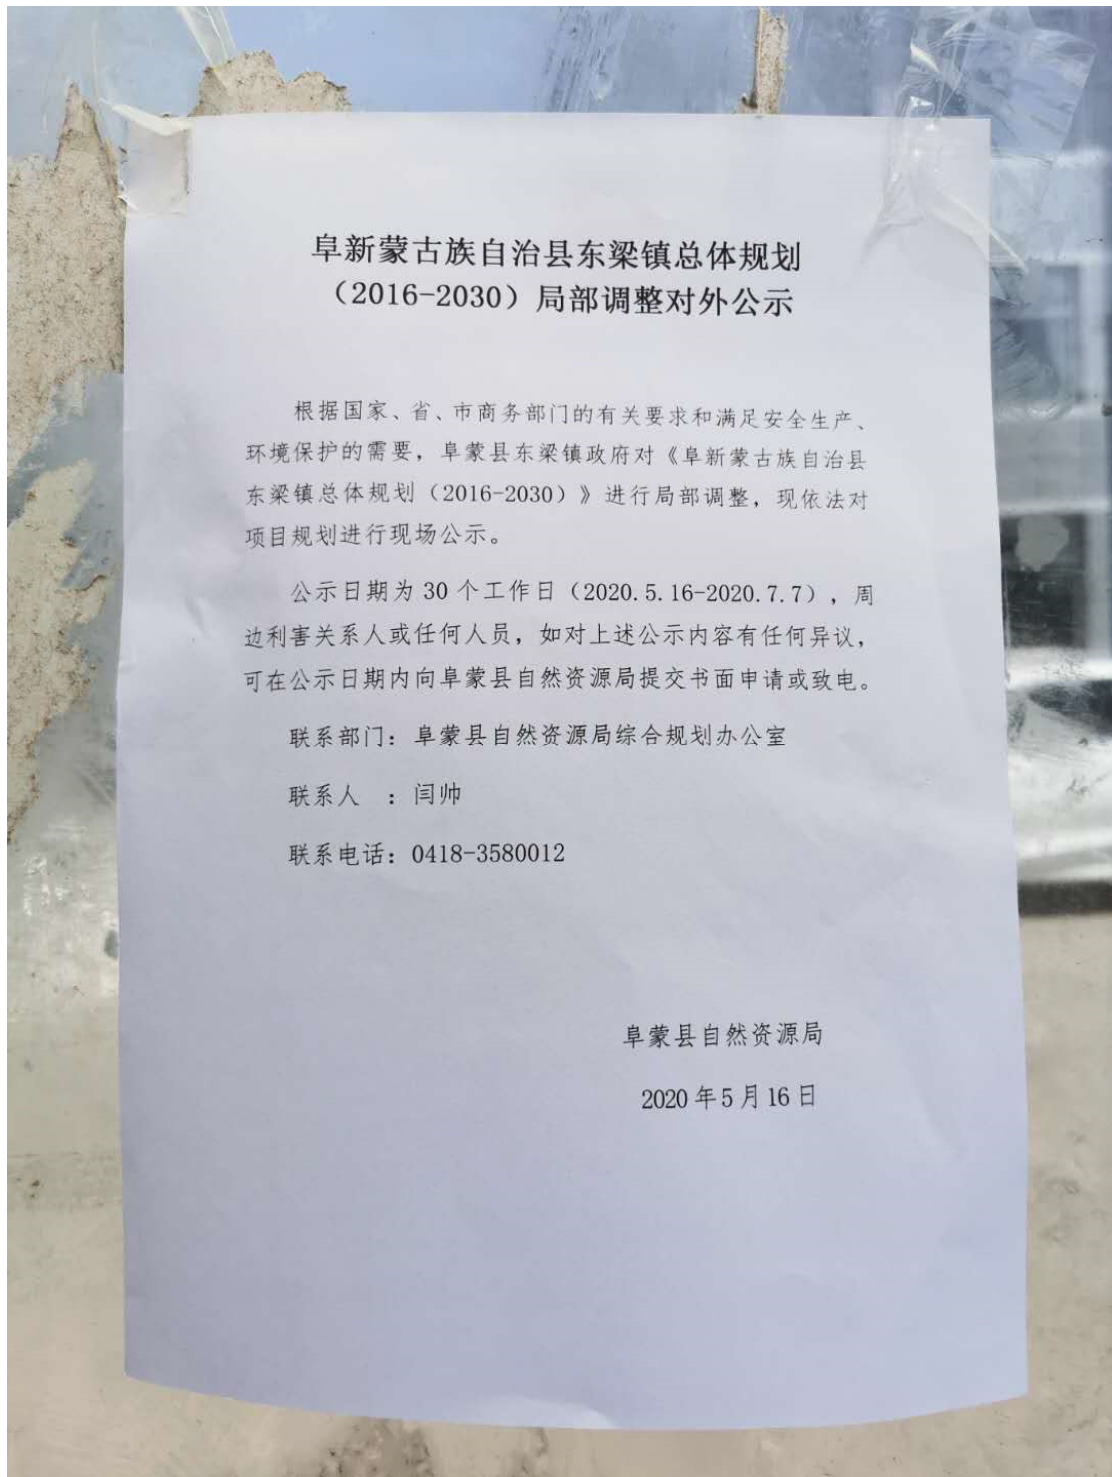 阜新蒙古族自治县东梁镇总体规划
（2016-2030）局部调整对外公示
根据国家、省、市商务部门的有关要求和满足安全生产、
环境保护的需要，阜蒙县东梁镇政府对《阜新蒙古族自治县
东梁镇总体规划（2016-2030）》进行局部调整，现依法对
项目规划进行现场公示。
公示日期为 30 个工作日（2020.5.16-2020.7.7），周
边利害关系人或任何人员，如对上述公示内容有任何异议，
可在公示日期内向阜蒙县自然资源局提交书面申请或致电。
联系部门：阜蒙县自然资源局综合规划办公室
联系人 ：闫帅
联系电话：0418-3580012
阜蒙县自然资源局
2020 年 5 月 16 日